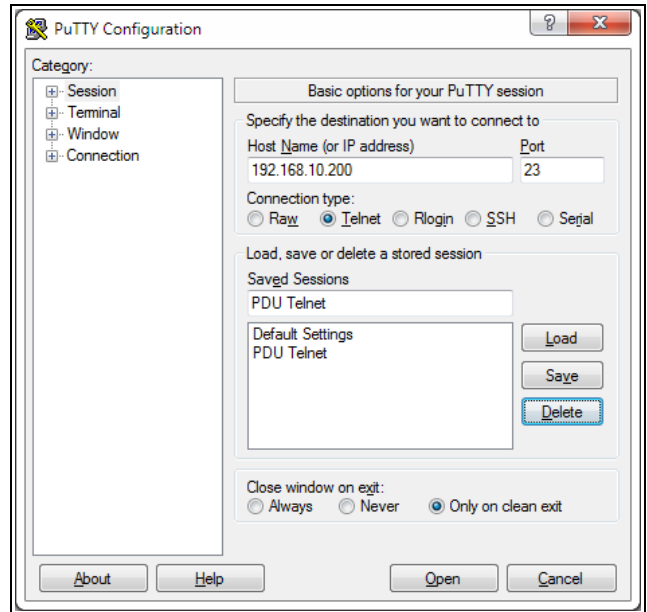 PuTTY Configuration
Category:
Session
Terminal
Window
Connection
Basic options for your PuTTY session
Specify the destination you want to connect to
Host Name (or IP address) Port
192.168.10.200 23
Connection type:
Raw Telnet Rlogin SSH Serial
Load, save or delete a stored session
Saved Sessions
PDU Telnet
Default Settings
PDU Telnet
Load
Save
Delete
Close window on exit:
Always Never Only on clean exit
About Help Open Cancel